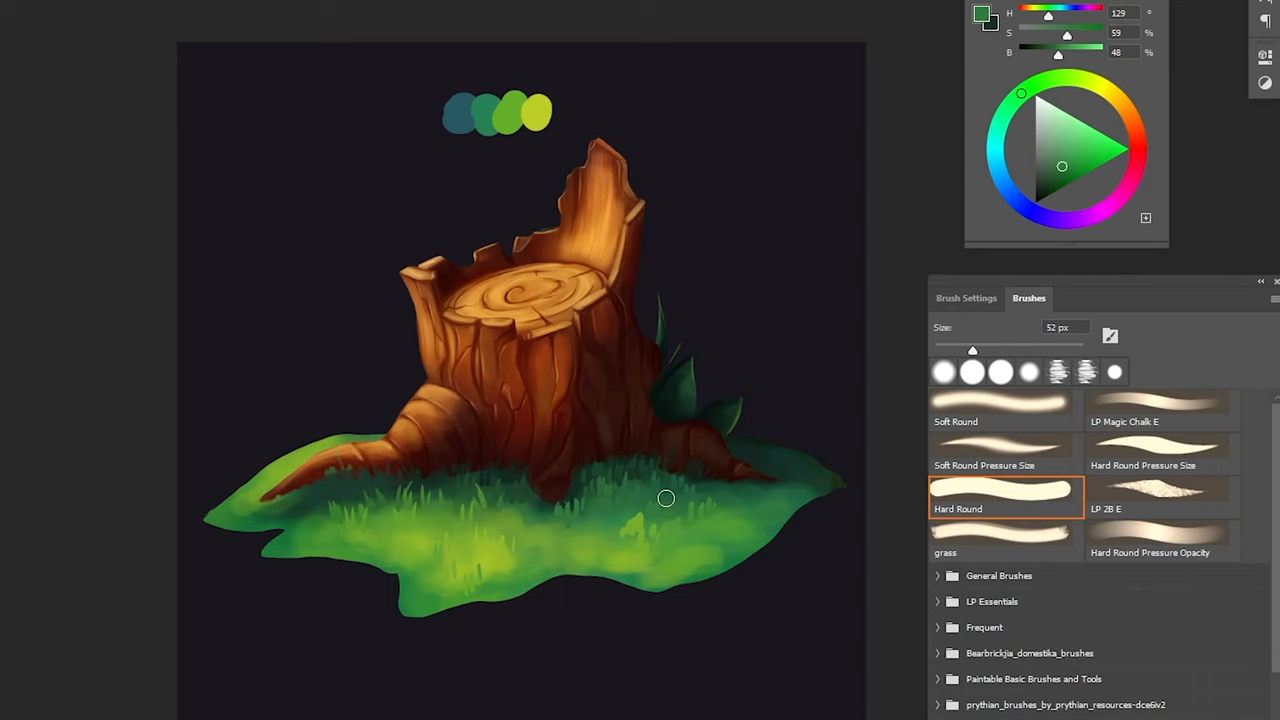 H 129 °
S 59 %
B 48 %
Brush Settings Brushes
Size: 52 px
Soft Round LP Magic Chalk E
Soft Round Pressure Size Hard Round Pressure Size
Hard Round LP 2B E
grass Hard Round Pressure Opacity
General Brushes
LP Essentials
Frequent
Bearbrickjia_domestika_brushes
Paintable Basic Brushes and Tools
prythian_brushes_by_prythian_resources-dce6iv2